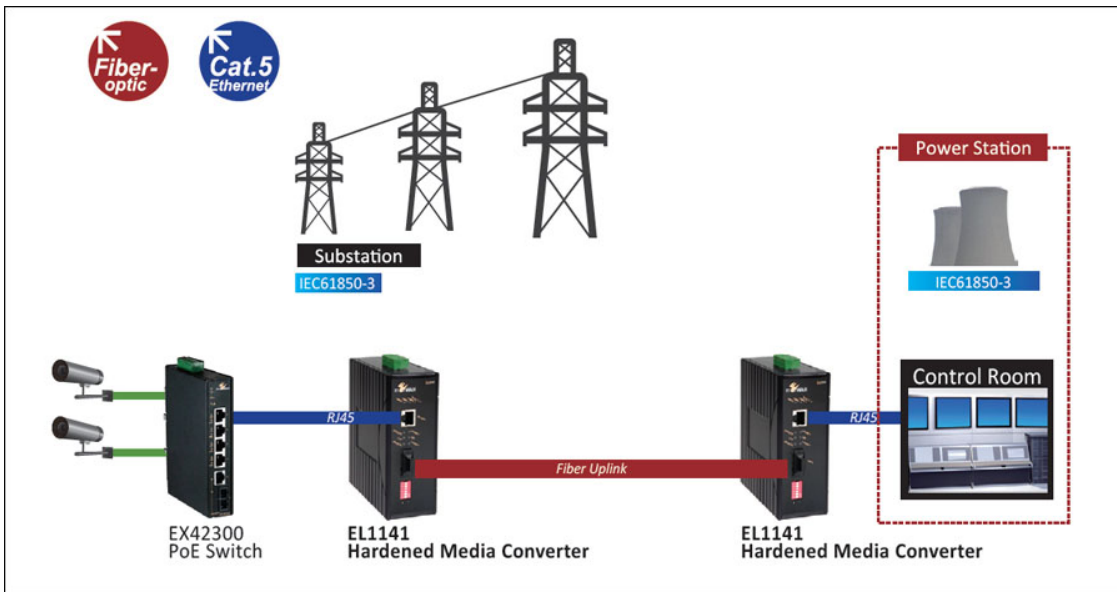 Fiber-
optic
Cat.5
Ethernet
Power Station
Substation
IEC61850-3
IEC61850-3
Control Room
RJ45
RJ45
Fiber Uplink
EX42300
PoE Switch
EL1141
Hardened Media Converter
EL1141
Hardened Media Converter